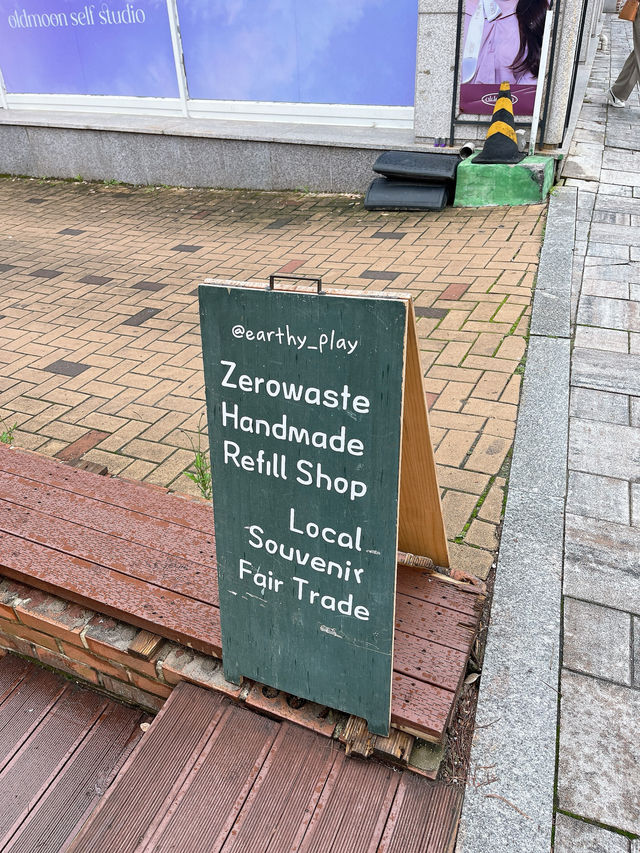 oldmoon self studio
@earthy_play
Zerowaste
Handmade
Refill Shop
Local
Souvenir
Fair Trade